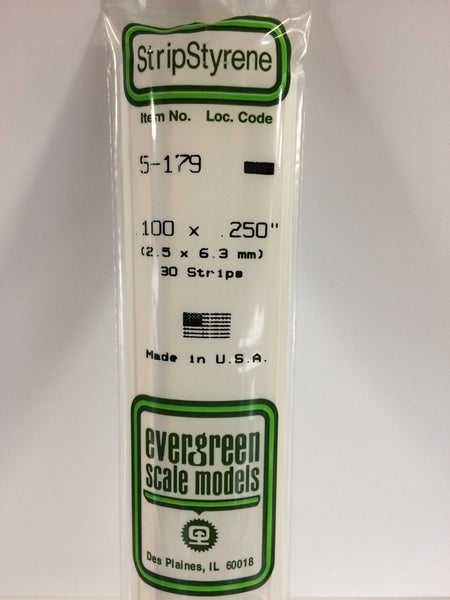 StripStyrene
Item No. Loc. Code
5-179
.100 x .250"
(2.5 x 6.3 mm)
30 Strips
Made in U.S.A.
evergreen
scale models
Des Plaines, IL 60018